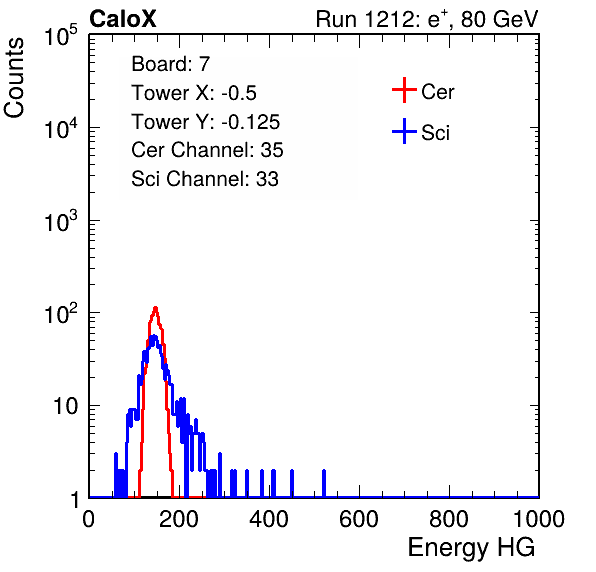 CaloX Run 1212: e⁺, 80 GeV
Counts
Board: 7
Tower X: -0.5
Tower Y: -0.125
Cer Channel: 35
Sci Channel: 33
Cer
Sci
10⁵
10⁴
10³
10²
10
1
0 200 400 600 800 1000
Energy HG